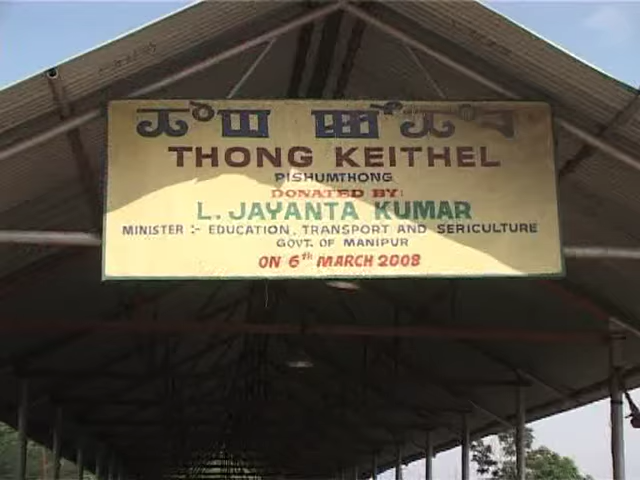 ꯊꯣꯡ ꯀꯩꯊꯦꯜ
THONG KEITHEL
PISHUMTHONG
DONATED BY:
L. JAYANTA KUMAR
MINISTER :- EDUCATION, TRANSPORT AND SERICULTURE
GOVT. OF MANIPUR
ON 6th MARCH 2008